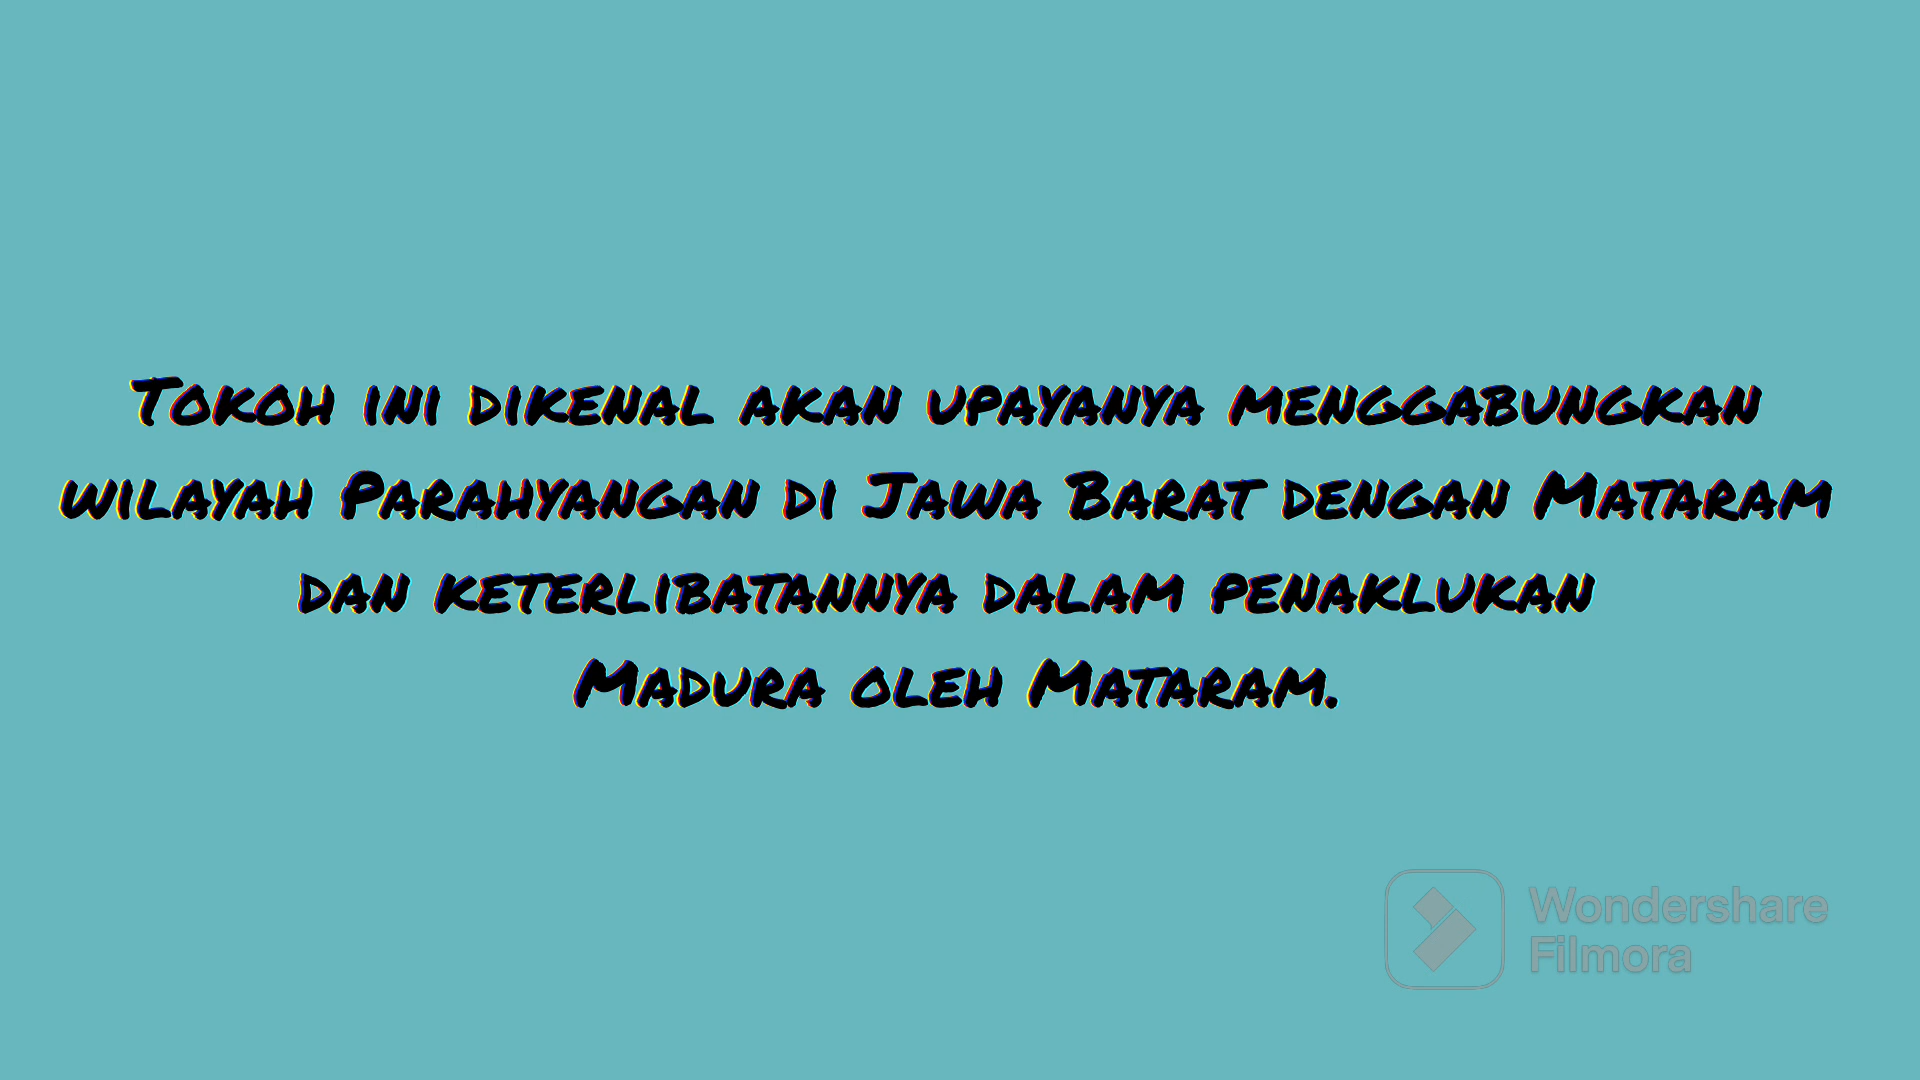 Tokoh ini dikenal akan upayanya menggabungkan
wilayah Parahyangan di Jawa Barat dengan Mataram
dan keterlibatannya dalam penaklukan
Madura oleh Mataram.
Wondershare
Filmora